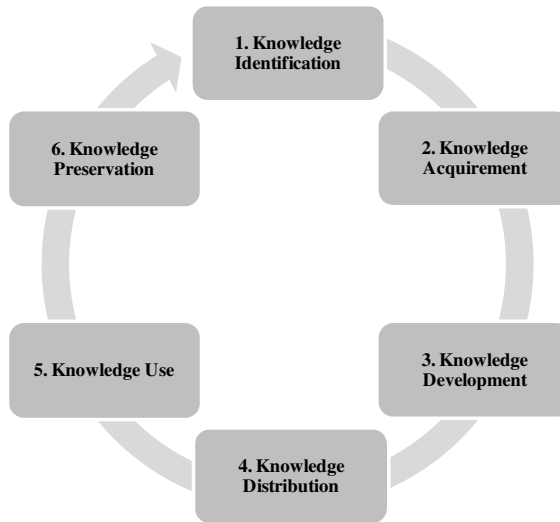 1. Knowledge
Identification
2. Knowledge
Acquirement
3. Knowledge
Development
4. Knowledge
Distribution
5. Knowledge Use
6. Knowledge
Preservation